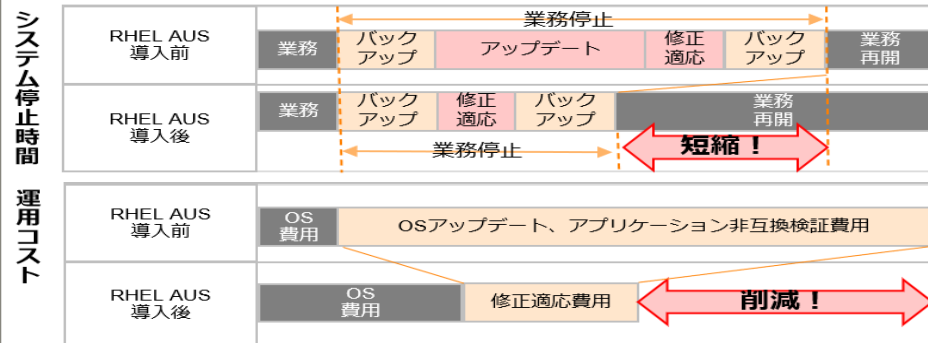 システム停止時間
業務停止
RHEL AUS
導入前
業務
バック
アップ
アップデート
修正
適応
バック
アップ
業務
再開
RHEL AUS
導入後
業務
バック
アップ
修正
適応
バック
アップ
業務
再開
業務停止
短縮！
運用コスト
RHEL AUS
導入前
OS
費用
OSアップデート、アプリケーション非互換検証費用
RHEL AUS
導入後
OS
費用
修正適応費用
削減！